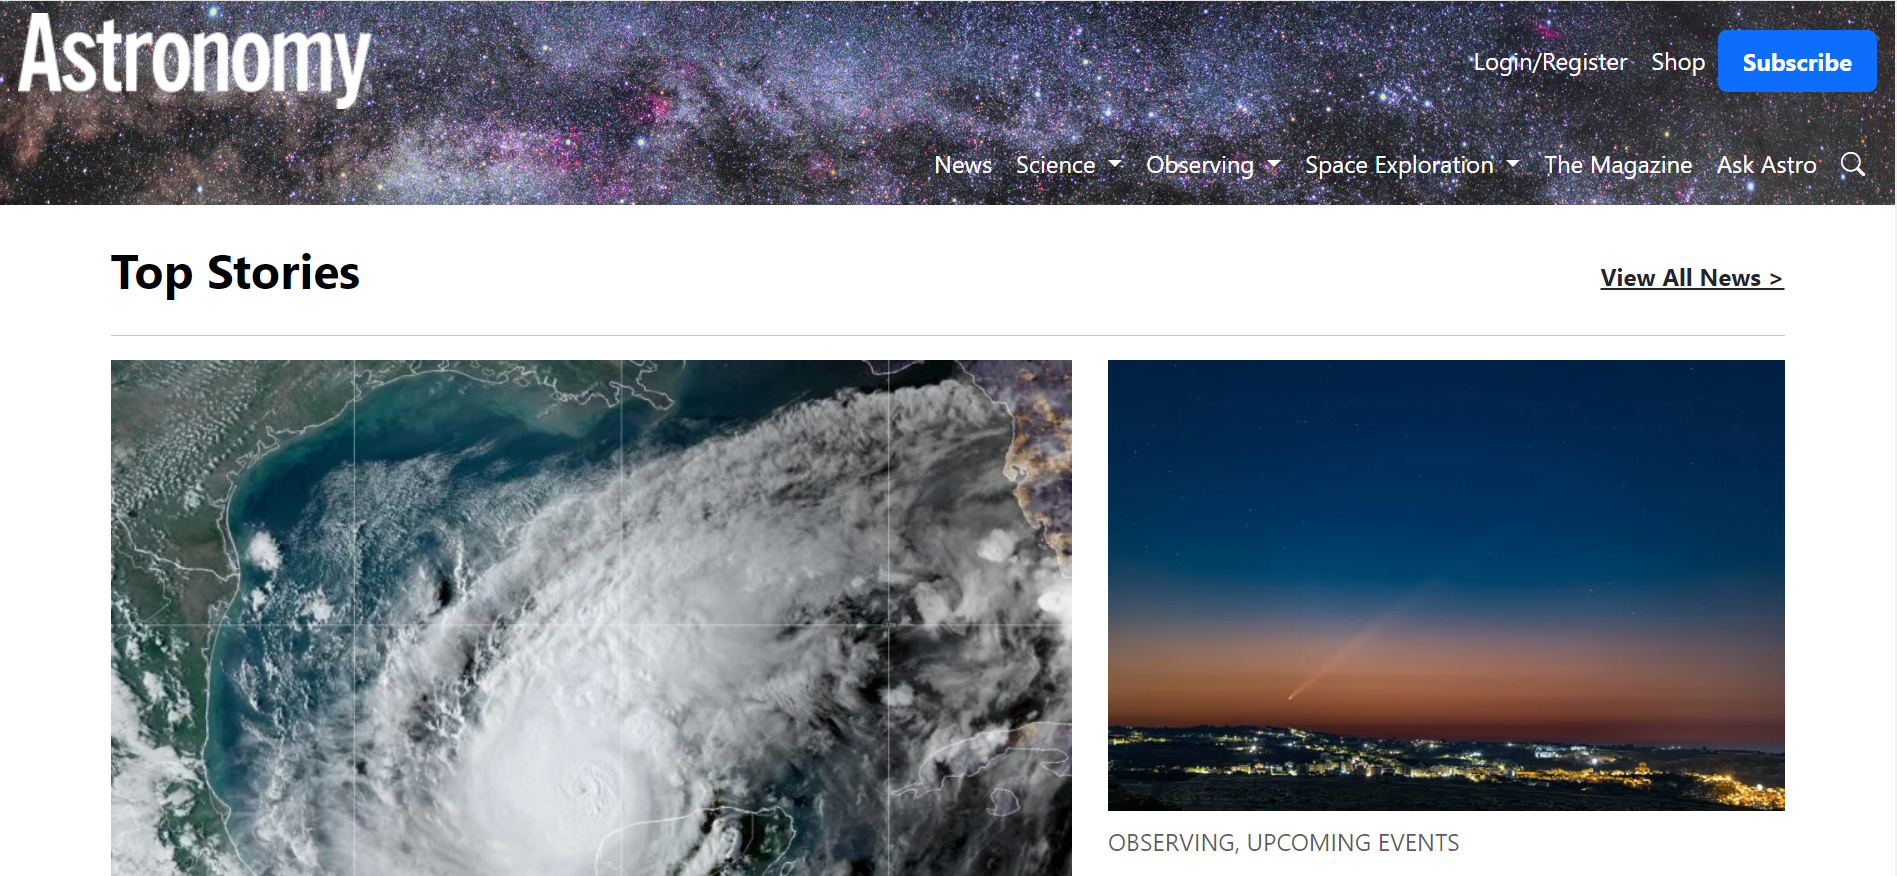 Astronomy
Login/Register Shop Subscribe
News Science Observing Space Exploration The Magazine Ask Astro
Top Stories
View All News >
OBSERVING, UPCOMING EVENTS